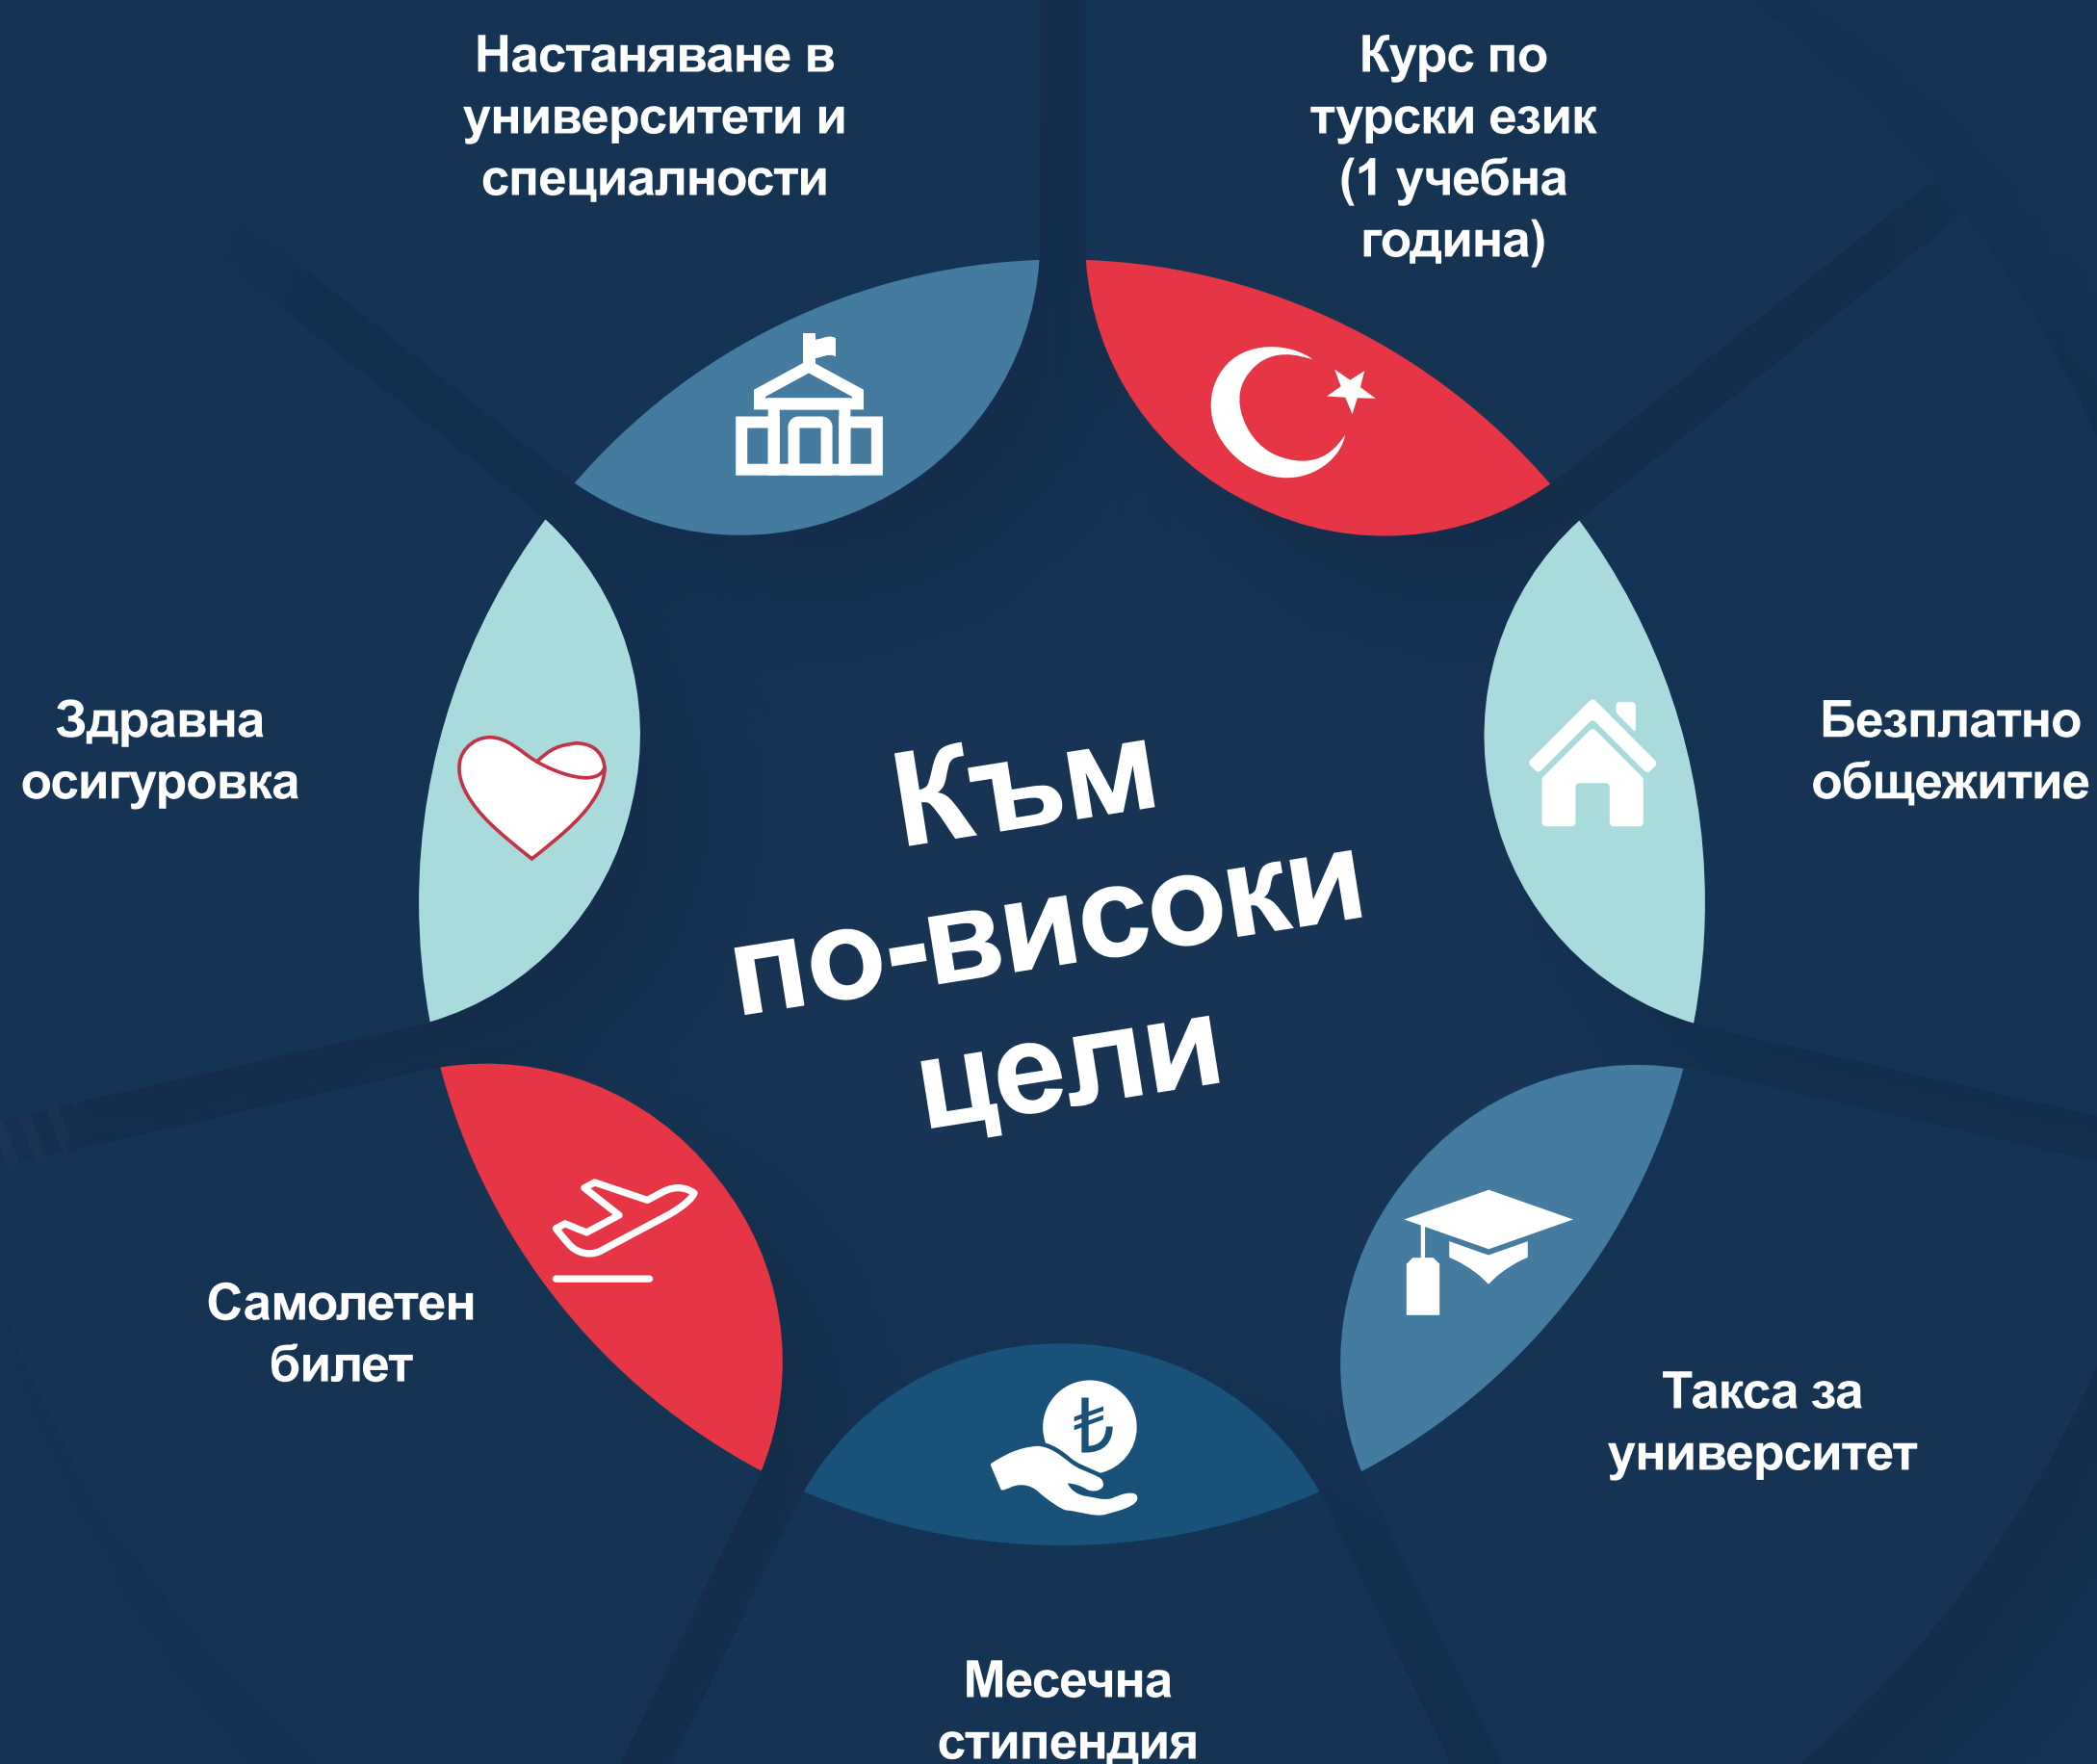 Настаняване в
университети и
специалности
Курс по
турски език
(1 учебна
година)
Здравна
осигуровка
Безплатно
общежитие
Към
по-високи
цели
Самолетен
билет
Такса за
университет
Месечна
стипендия